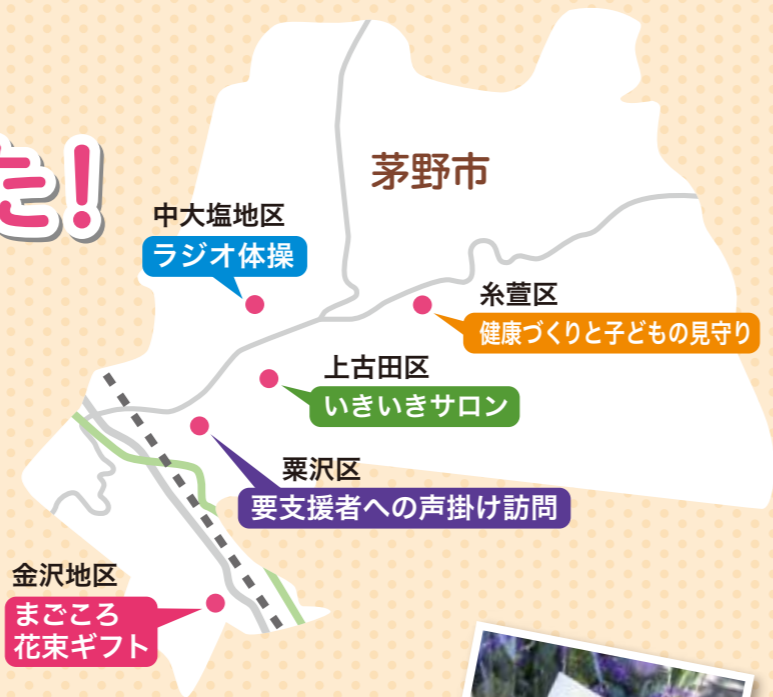 た!
茅野市
中大塩地区
ラジオ体操
糸萱区
健康づくりと子どもの見守り
上古田区
いきいきサロン
粟沢区
要支援者への声掛け訪問
金沢地区
まごころ
花束ギフト